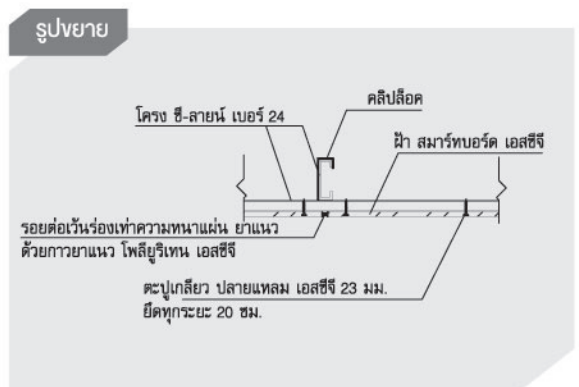 รูปขยาย
คลิปล็อค
โครง ซี-ลายน์ เบอร์ 24
ฝ้า สมาร์ทบอร์ด เอสซีจี
รอยต่อเว้นร่องเท่าความหนาแผ่น ยาแนว
ด้วยกาวยาแนว โพลียูริเทน เอสซีจี
ตะปูเกลียว ปลายแหลม เอสซีจี 23 มม.
ยึดทุกระยะ 20 ซม.